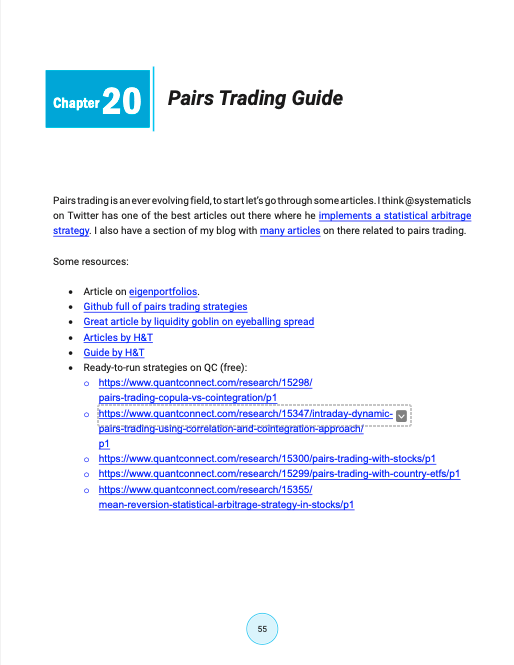 Chapter 20
Pairs Trading Guide
Pairs trading is an ever evolving field, to start let's go through some articles. I think @systematicls
on Twitter has one of the best articles out there where he implements a statistical arbitrage
strategy. I also have a section of my blog with many articles on there related to pairs trading.
Some resources:
• Article on eigenportfolios.
• Github full of pairs trading strategies
• Great article by liquidity goblin on eyeballing spread
• Articles by H&T
• Guide by H&T
• Ready-to-run strategies on QC (free):
o https://www.quantconnect.com/research/15298/
pairs-trading-copula-vs-cointegration/p1
o https://www.quantconnect.com/research/15347/intraday-dynamic-
pairs-trading-using-correlation-and-cointegration-approach/
p1
o https://www.quantconnect.com/research/15300/pairs-trading-with-stocks/p1
o https://www.quantconnect.com/research/15299/pairs-trading-with-country-etfs/p1
o https://www.quantconnect.com/research/15355/
mean-reversion-statistical-arbitrage-strategy-in-stocks/p1
55